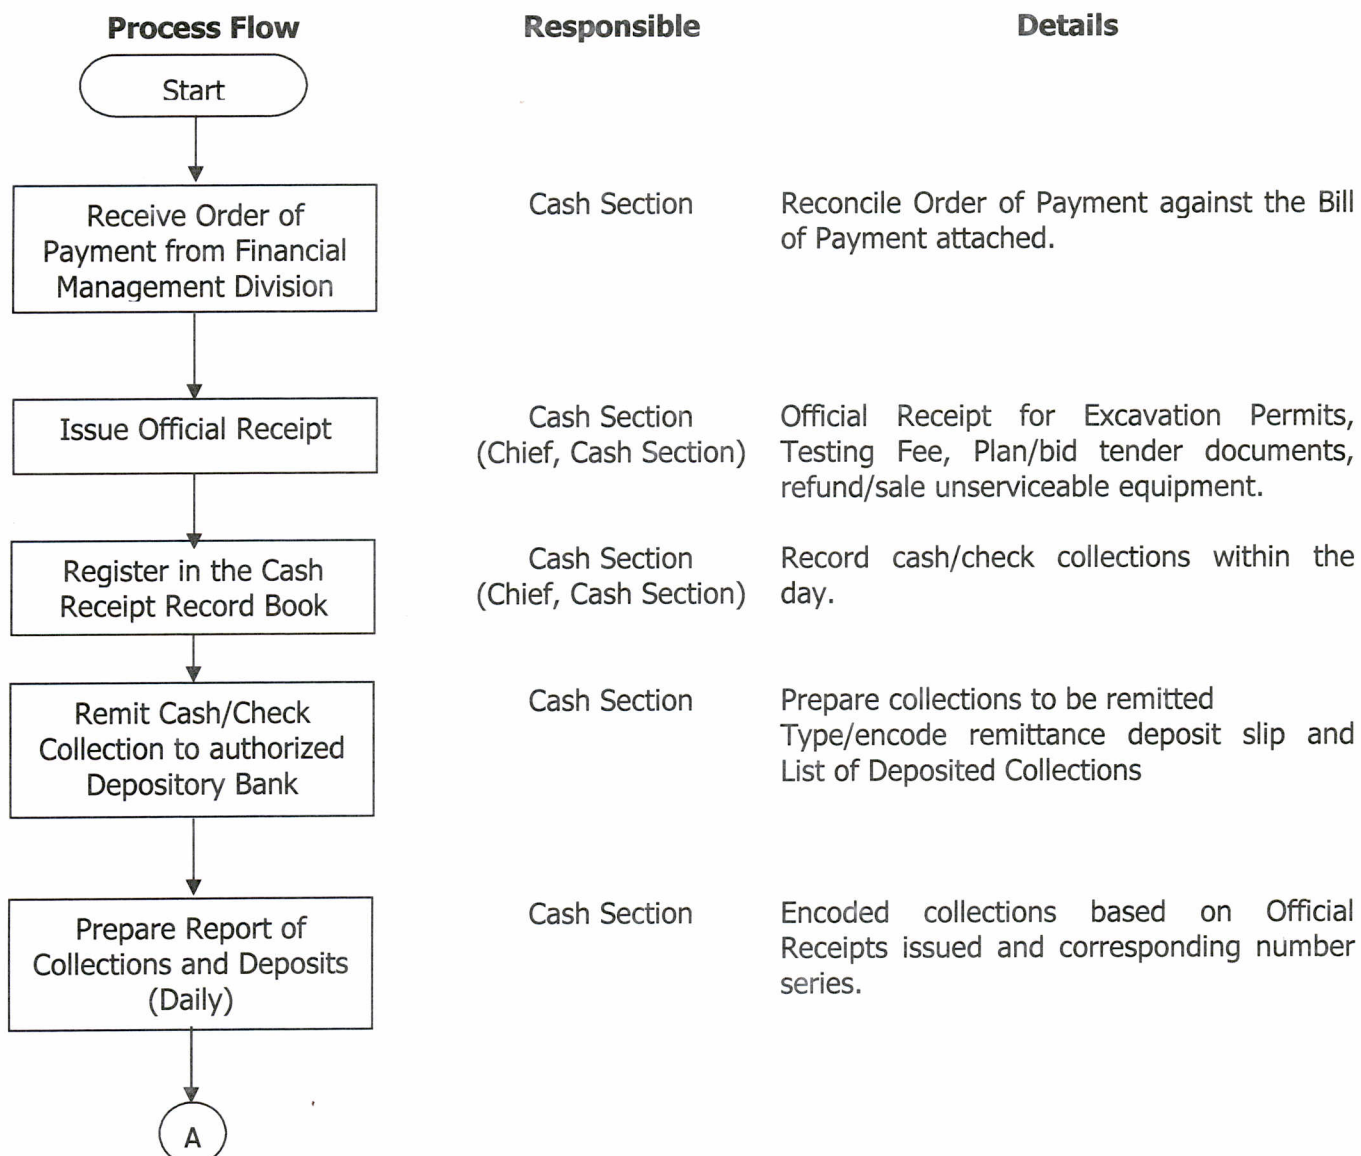 Process Flow
Responsible
Details
Start
Receive Order of
Payment from Financial
Management Division
Cash Section
Reconcile Order of Payment against the Bill
of Payment attached.
Issue Official Receipt
Cash Section
(Chief, Cash Section)
Official Receipt for Excavation Permits,
Testing Fee, Plan/bid tender documents,
refund/sale unserviceable equipment.
Register in the Cash
Receipt Record Book
Cash Section
(Chief, Cash Section)
Record cash/check collections within the
day.
Remit Cash/Check
Collection to authorized
Depository Bank
Cash Section
Prepare collections to be remitted
Type/encode remittance deposit slip and
List of Deposited Collections
Prepare Report of
Collections and Deposits
(Daily)
Cash Section
Encoded collections based on Official
Receipts issued and corresponding number
series.
A